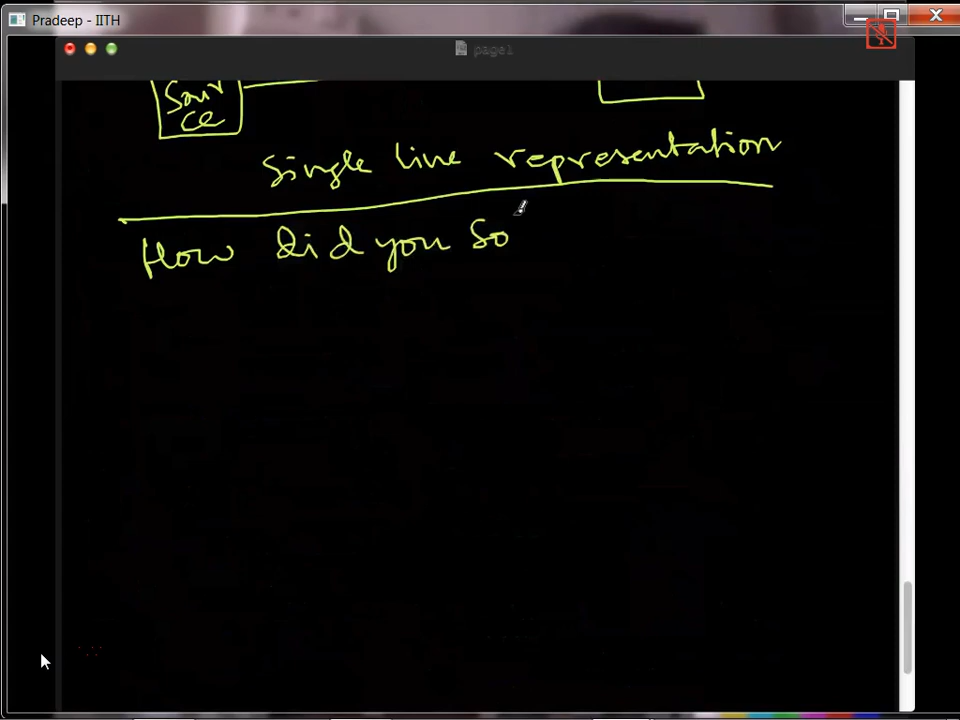 Pradeep - IITH
page1
Sour
ce
Single line representation
How did you So